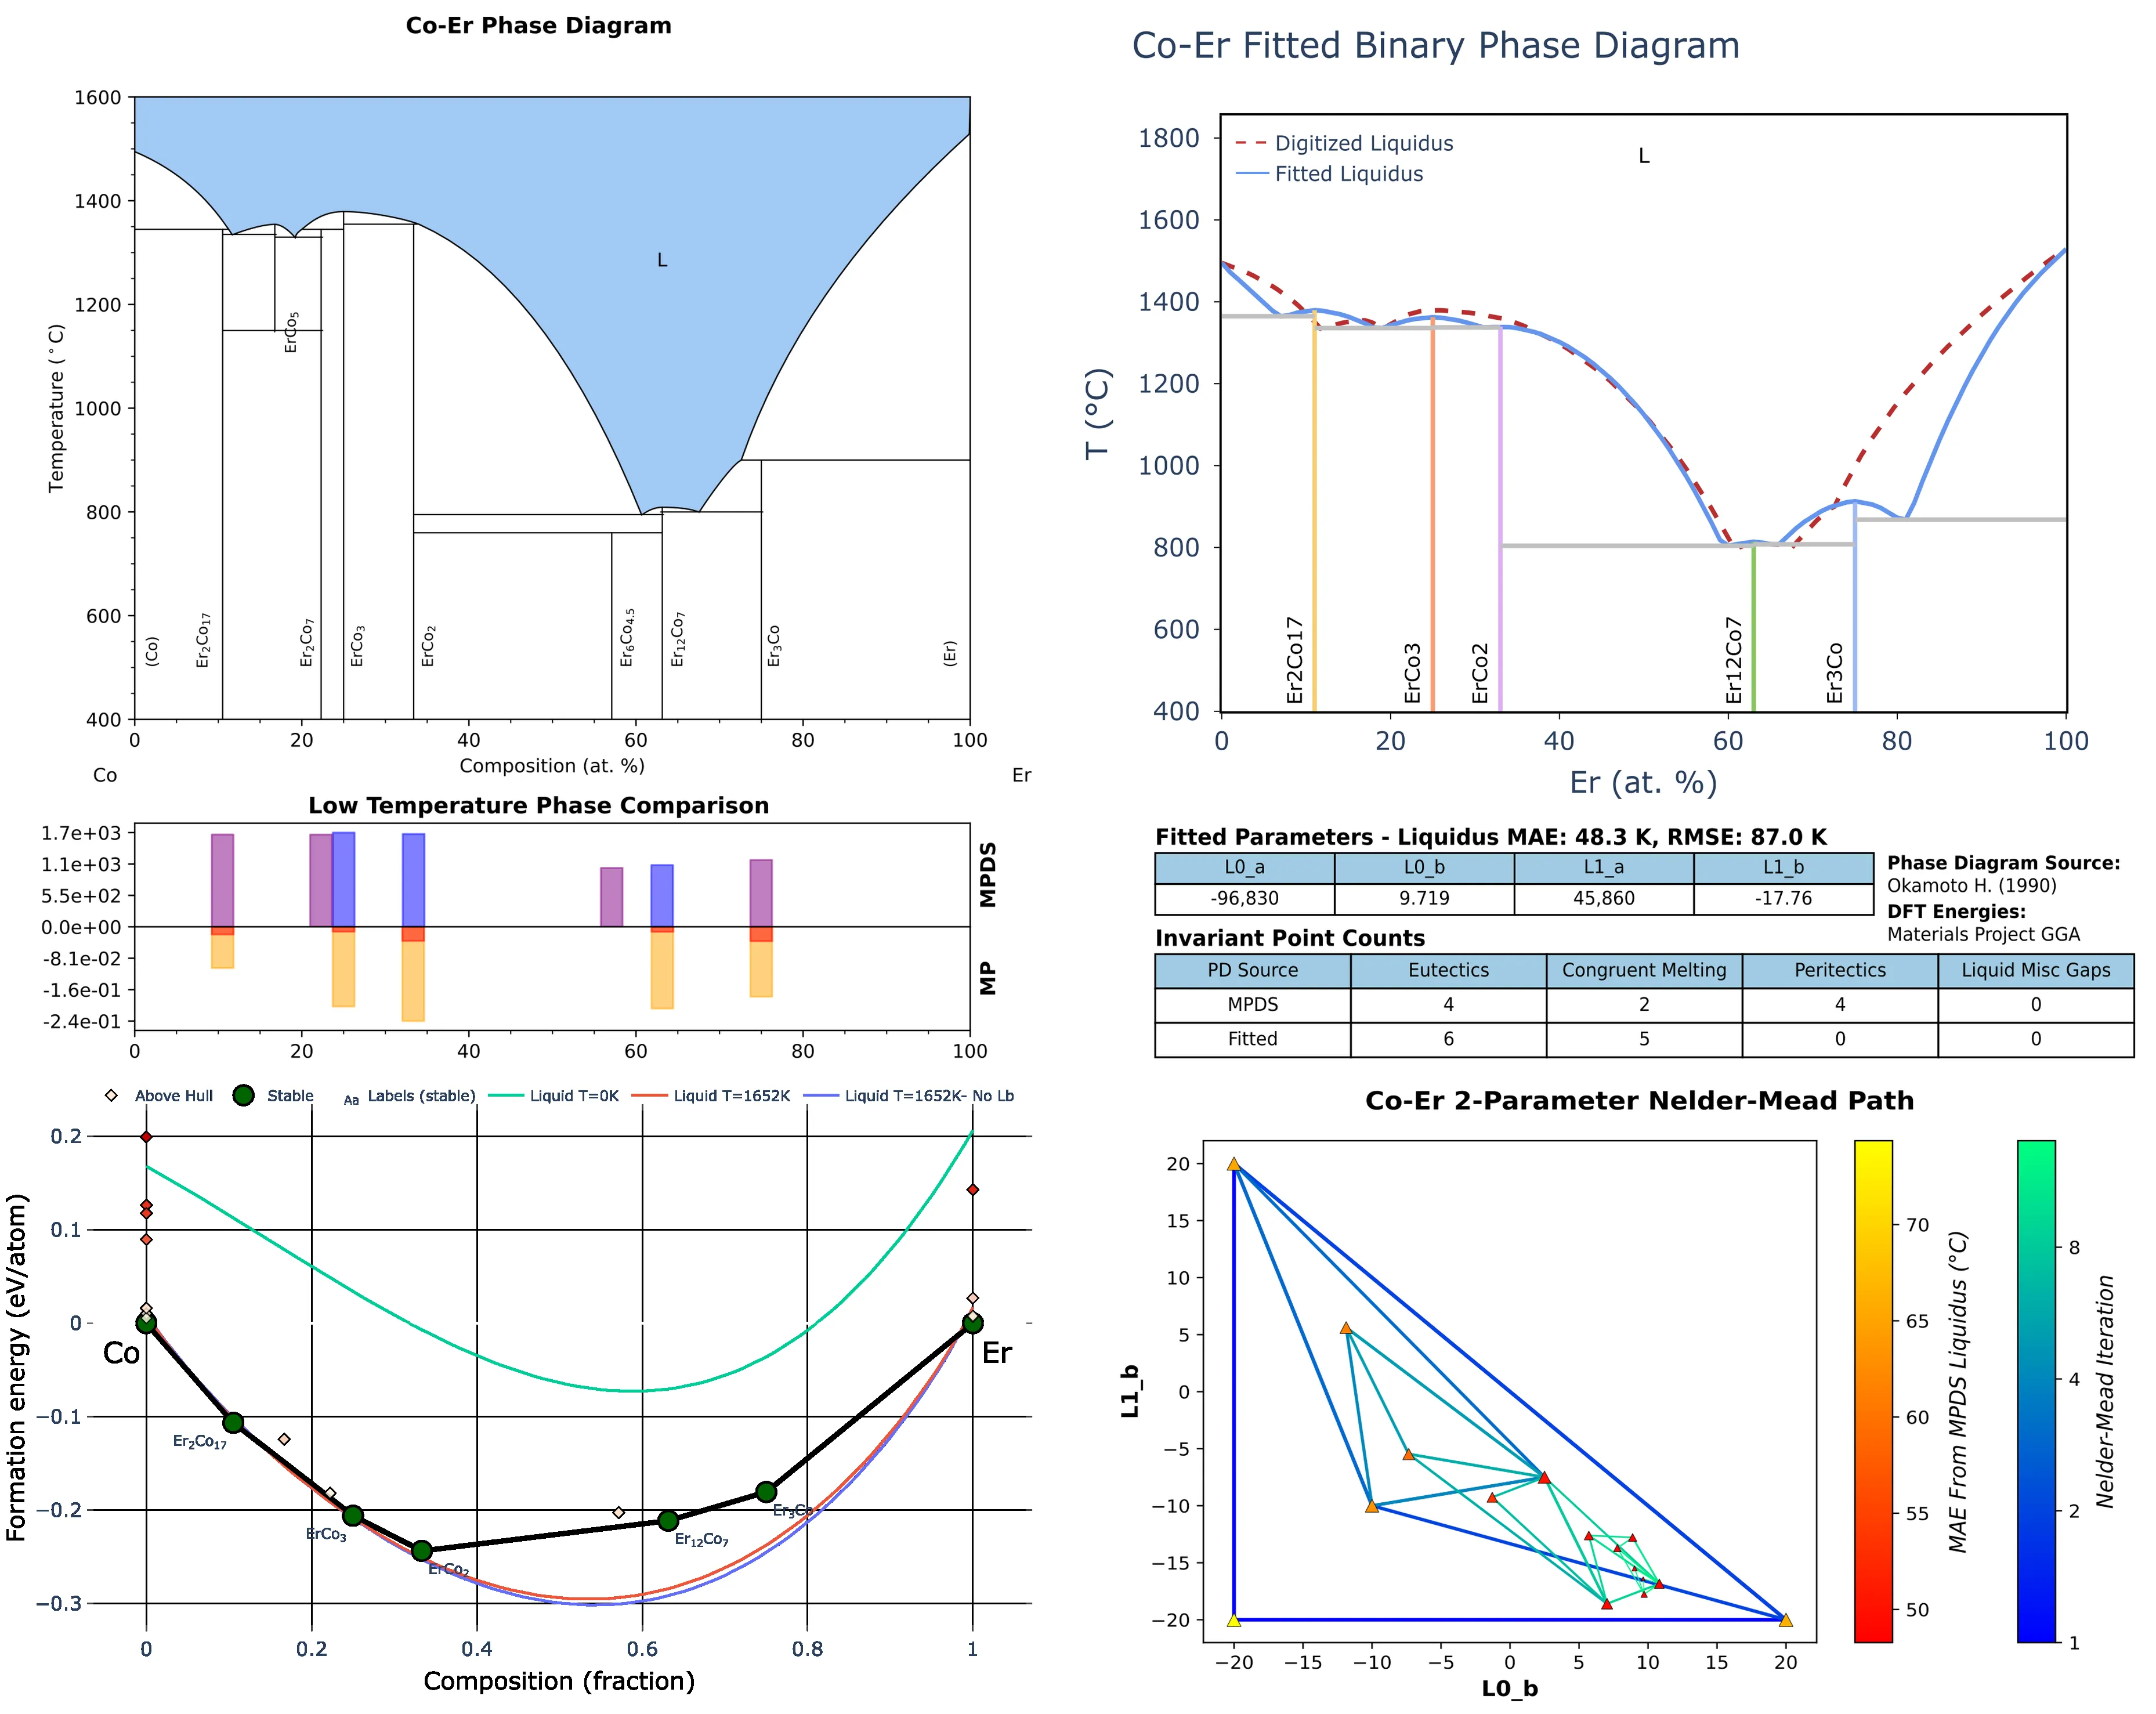 Co-Er Phase Diagram
1600
1400
1200
1000
800
600
400
Temperature (°C)
L
ErCo5
(Co)
Er2Co17
Er2Co7
ErCo3
ErCo2
Er6Co4.5
Er12Co7
Er3Co
(Er)
0 20 40 60 80 100
Co
Composition (at. %)
Er
Low Temperature Phase Comparison
1.7e+03
1.1e+03
5.5e+02
0.0e+00
-8.1e-02
-1.6e-01
-2.4e-01
MPDS
MP
0 20 40 60 80 100
Above Hull
Stable
Aa Labels (stable)
Liquid T=0K
Liquid T=1652K
Liquid T=1652K- No Lb
0.2
0.1
0
−0.1
−0.2
−0.3
Formation energy (eV/atom)
Co
Er
Er2Co17
ErCo3
ErCo2
Er12Co7
Er3Co
0 0.2 0.4 0.6 0.8 1
Composition (fraction)
Co-Er Fitted Binary Phase Diagram
Digitized Liquidus
Fitted Liquidus
L
1800
1600
1400
1200
1000
800
600
400
T (°C)
Er2Co17
ErCo3
ErCo2
Er12Co7
Er3Co
0 20 40 60 80 100
Er (at. %)
Fitted Parameters - Liquidus MAE: 48.3 K, RMSE: 87.0 K
L0_a L0_b L1_a L1_b
-96,830 9.719 45,860 -17.76
Phase Diagram Source:
Okamoto H. (1990)
DFT Energies:
Materials Project GGA
Invariant Point Counts
PD Source Eutectics Congruent Melting Peritectics Liquid Misc Gaps
MPDS 4 2 4 0
Fitted 6 5 0 0
Co-Er 2-Parameter Nelder-Mead Path
20
15
10
5
0
−5
−10
−15
−20
L1_b
−20 −15 −10 −5 0 5 10 15 20
L0_b
70
65
60
55
50
MAE From MPDS Liquidus (°C)
8
4
2
1
Nelder-Mead Iteration